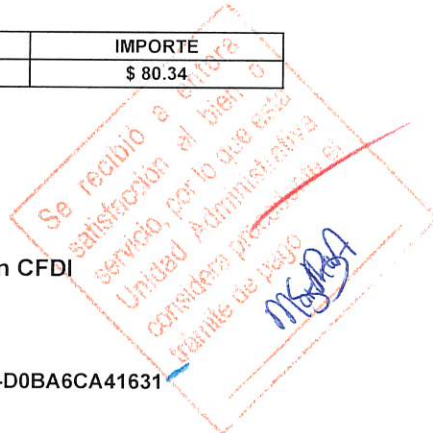 IMPORTE
$ 80.34
Se recibió a entera
satisfacción el bien o
servicio, por lo que esta
Unidad Administrativa
considera procedente el
trámite de pago
n CFDI
-D0BA6CA41631